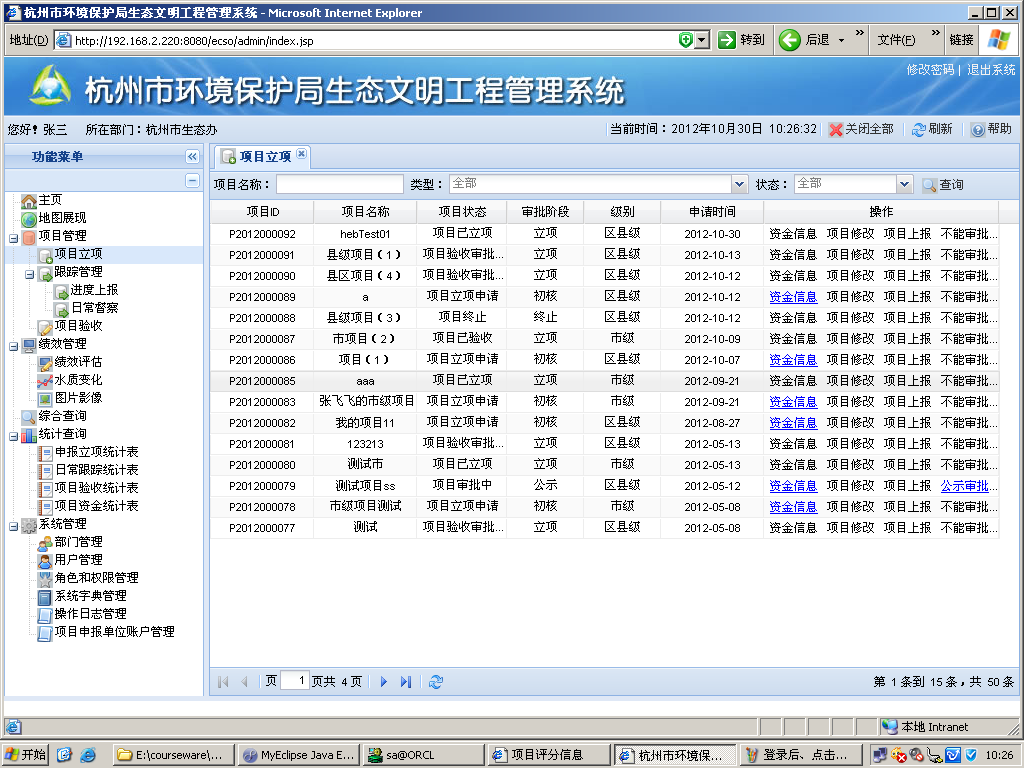 杭州市环境保护局生态文明工程管理系统 - Microsoft Internet Explorer
地址(D) http://192.168.2.220:8080/ecso/admin/index.jsp 转到 后退 » 文件(F) » 链接
杭州市环境保护局生态文明工程管理系统 修改密码 | 退出系统
您好! 张三 所在部门：杭州市生态办 当前时间：2012年10月30日 10:26:32 关闭全部 刷新 帮助
功能菜单
主页
地图展现
项目管理
项目立项
跟踪管理
进度上报
日常督察
项目验收
绩效管理
绩效评估
水质变化
图片影像
综合查询
统计查询
申报立项统计表
日常跟踪统计表
项目验收统计表
项目资金统计表
系统管理
部门管理
用户管理
角色和权限管理
系统字典管理
操作日志管理
项目申报单位账户管理
项目立项
项目名称： 类型： 全部 状态： 全部 查询
项目ID 项目名称 项目状态 审批阶段 级别 申请时间 操作
P2012000092 hebTest01 项目已立项 立项 区县级 2012-10-30 资金信息 项目修改 项目上报 不能审批...
P2012000091 县级项目（1） 项目验收审批... 立项 区县级 2012-10-13 资金信息 项目修改 项目上报 不能审批...
P2012000090 县区项目（4） 项目验收审批... 立项 区县级 2012-10-12 资金信息 项目修改 项目上报 不能审批...
P2012000089 a 项目立项申请 初核 区县级 2012-10-12 资金信息 项目修改 项目上报 不能审批...
P2012000088 县级项目（3） 项目终止 终止 区县级 2012-10-12 资金信息 项目修改 项目上报 不能审批...
P2012000087 市项目（2） 项目已验收 立项 市级 2012-10-09 资金信息 项目修改 项目上报 不能审批...
P2012000086 项目（1） 项目立项申请 初核 区县级 2012-10-07 资金信息 项目修改 项目上报 不能审批...
P2012000085 aaa 项目已立项 立项 市级 2012-09-21 资金信息 项目修改 项目上报 不能审批...
P2012000083 张飞飞的市级项目 项目立项申请 初核 市级 2012-09-21 资金信息 项目修改 项目上报 不能审批...
P2012000082 我的项目11 项目立项申请 初核 区县级 2012-08-27 资金信息 项目修改 项目上报 不能审批...
P2012000081 123213 项目验收审批... 立项 区县级 2012-05-13 资金信息 项目修改 项目上报 不能审批...
P2012000080 测试市 项目已立项 立项 市级 2012-05-13 资金信息 项目修改 项目上报 不能审批...
P2012000079 测试项目ss 项目审批中 公示 区县级 2012-05-12 资金信息 项目修改 项目上报 公示审批...
P2012000078 市级项目测试 项目立项申请 初核 市级 2012-05-08 资金信息 项目修改 项目上报 不能审批...
P2012000077 测试 项目验收审批... 立项 区县级 2012-05-08 资金信息 项目修改 项目上报 不能审批...
页 1 页共 4 页 第 1 条到 15 条，共 50 条
本地 Intranet
开始 E:\courseware\... MyEclipse Java E... sa@ORCL 项目评分信息 杭州市环境保... 登录后、点击... 10:26